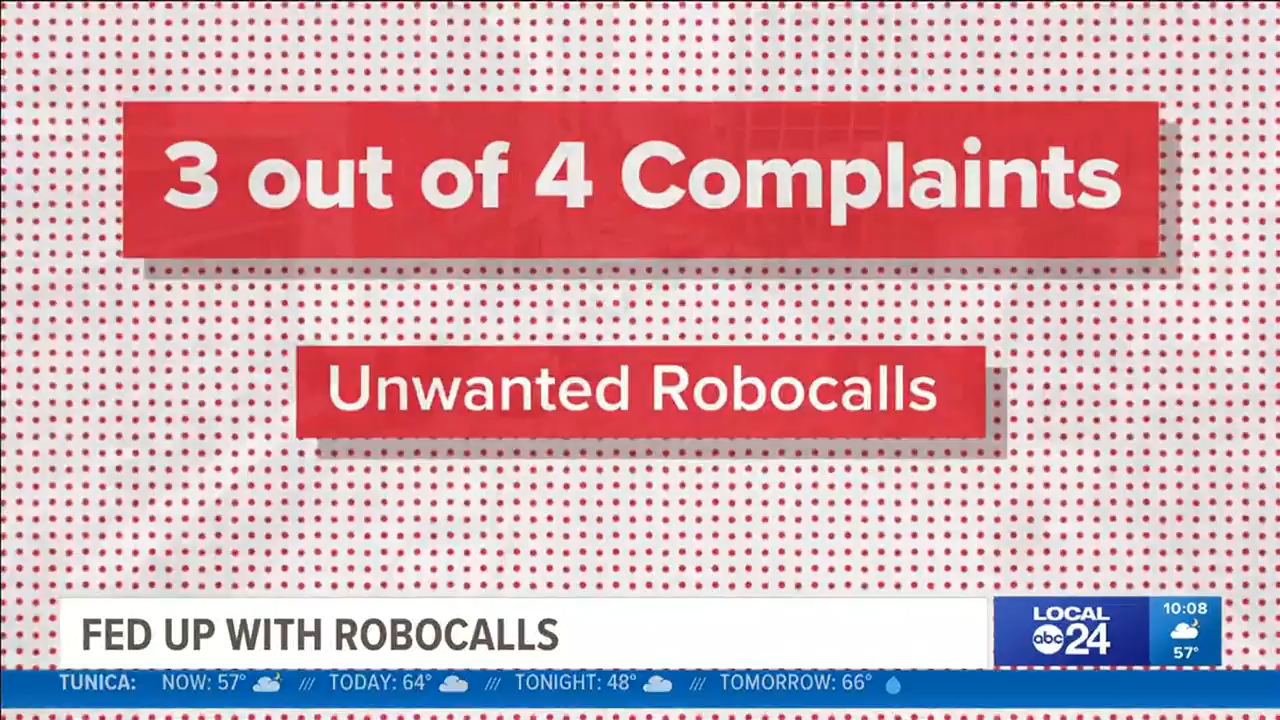 3 out of 4 Complaints
Unwanted Robocalls
FED UP WITH ROBOCALLS
LOCAL
abc 24
10:08
57°
TUNICA: NOW: 57° /// TODAY: 64° /// TONIGHT: 48° /// TOMORROW: 66°